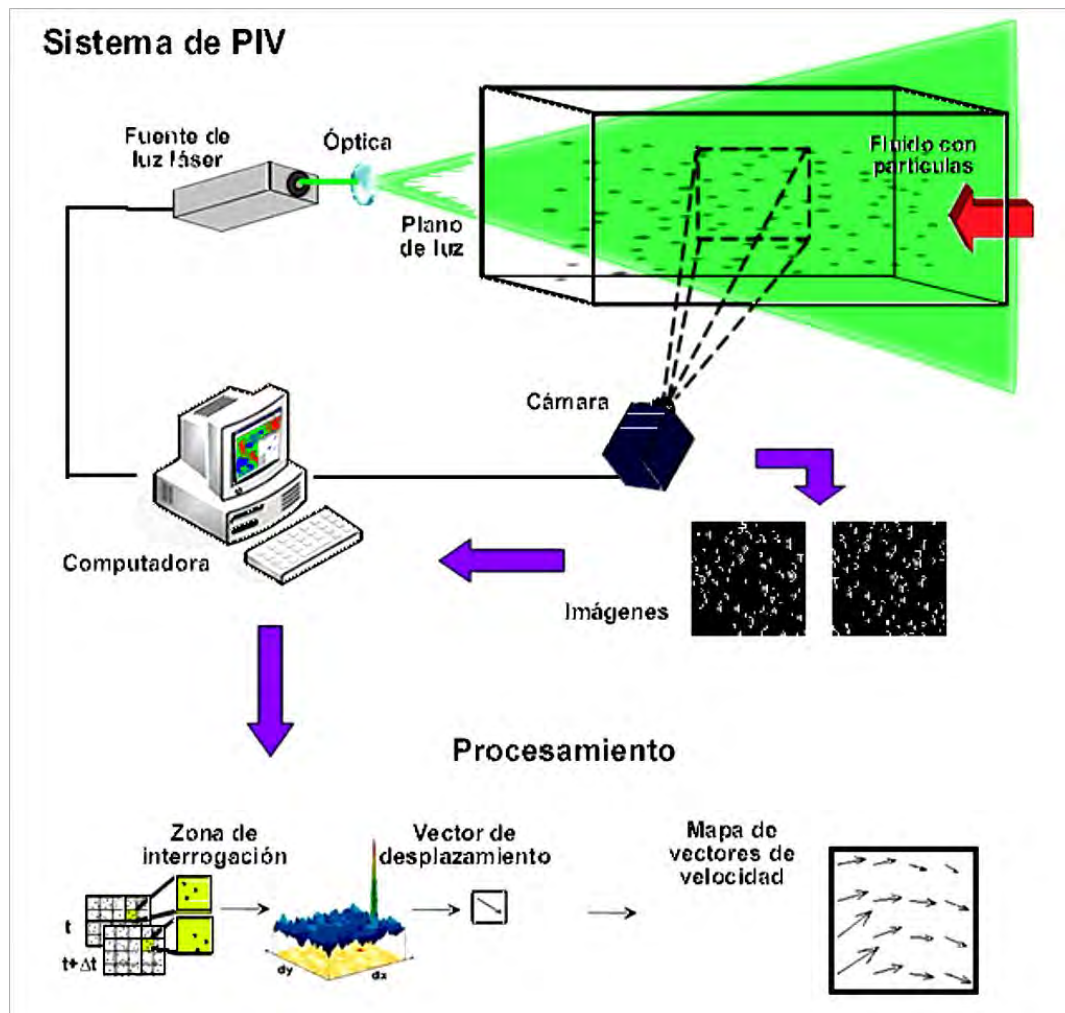 Sistema de PIV
Fuente de
luz láser
Óptica
Fluido con
partículas
Plano
de luz
Cámara
Computadora
Imágenes
Procesamiento
Zona de
interrogación
Vector de
desplazamiento
Mapa de
vectores de
velocidad
t
t+Δt
dy
dx